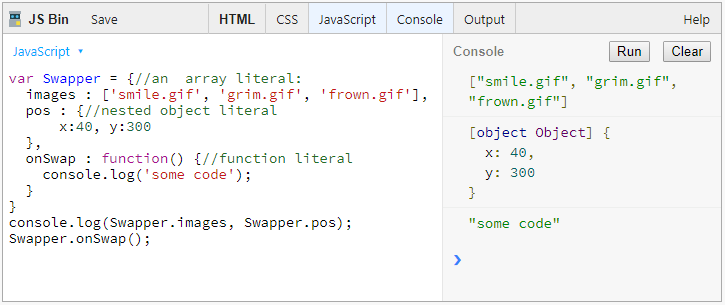 JS Bin Save HTML CSS JavaScript Console Output Help
JavaScript
var Swapper = {//an  array literal:
  images : ['smile.gif', 'grim.gif', 'frown.gif'],
  pos : {//nested object literal
      x:40, y:300
  },
  onSwap : function() {//function literal
    console.log('some code');
  }
}
console.log(Swapper.images, Swapper.pos);
Swapper.onSwap();
Console Run Clear
["smile.gif", "grim.gif",
"frown.gif"]
[object Object] {
  x: 40,
  y: 300
}
"some code"